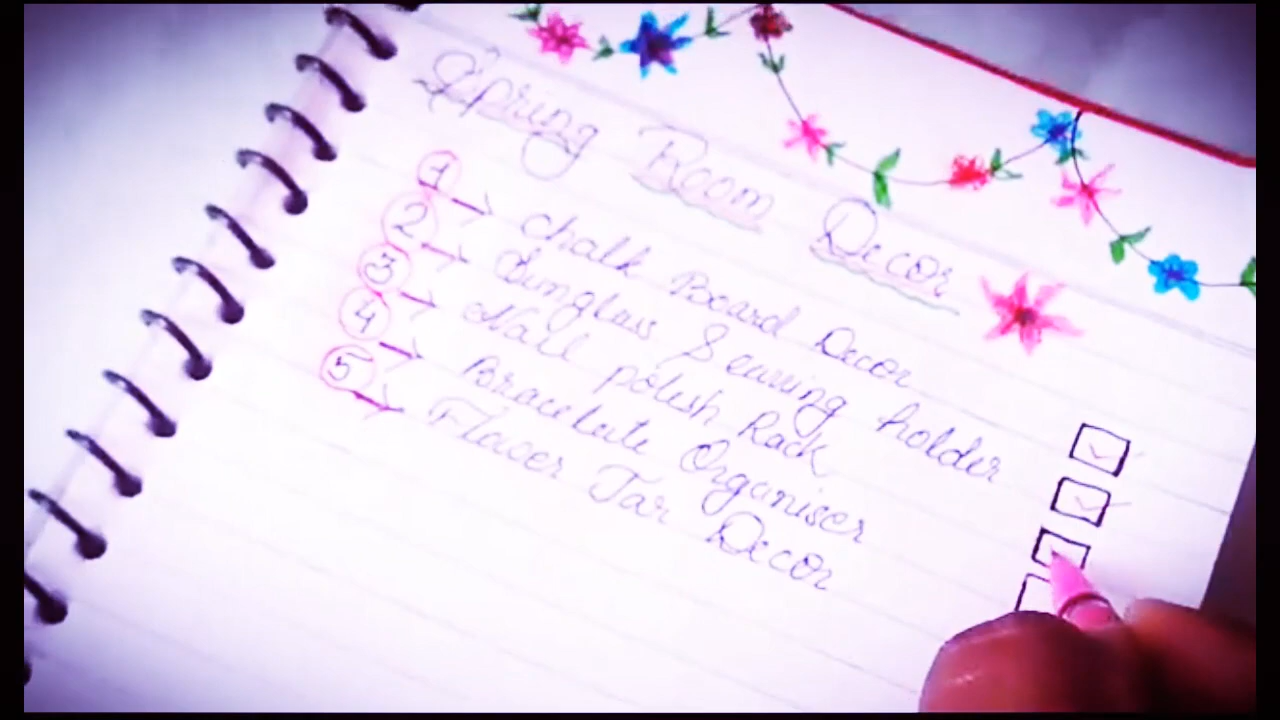 Spring Room Decor
1 → Chalk Board Decor
2 → Sunglass & earring holder
3 → Nail polish Rack
4 → Bracelate Organiser
5 → Flower Jar Decor